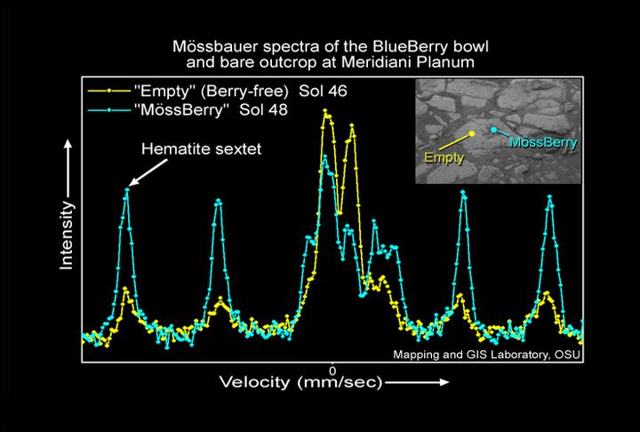 Mössbauer spectra of the BlueBerry bowl
and bare outcrop at Meridiani Planum
"Empty" (Berry-free) Sol 46
"MössBerry" Sol 48
Hematite sextet
Empty
MössBerry
Intensity
Mapping and GIS Laboratory, OSU
0
Velocity (mm/sec)